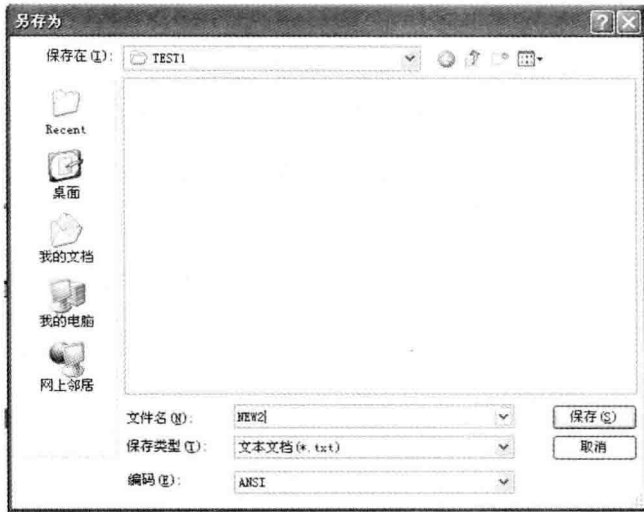 另存为
保存在(I): TEST1
Recent
桌面
我的文档
我的电脑
网上邻居
文件名(N): NEW2 保存(S)
保存类型(T): 文本文档(*.txt) 取消
编码(E): ANSI